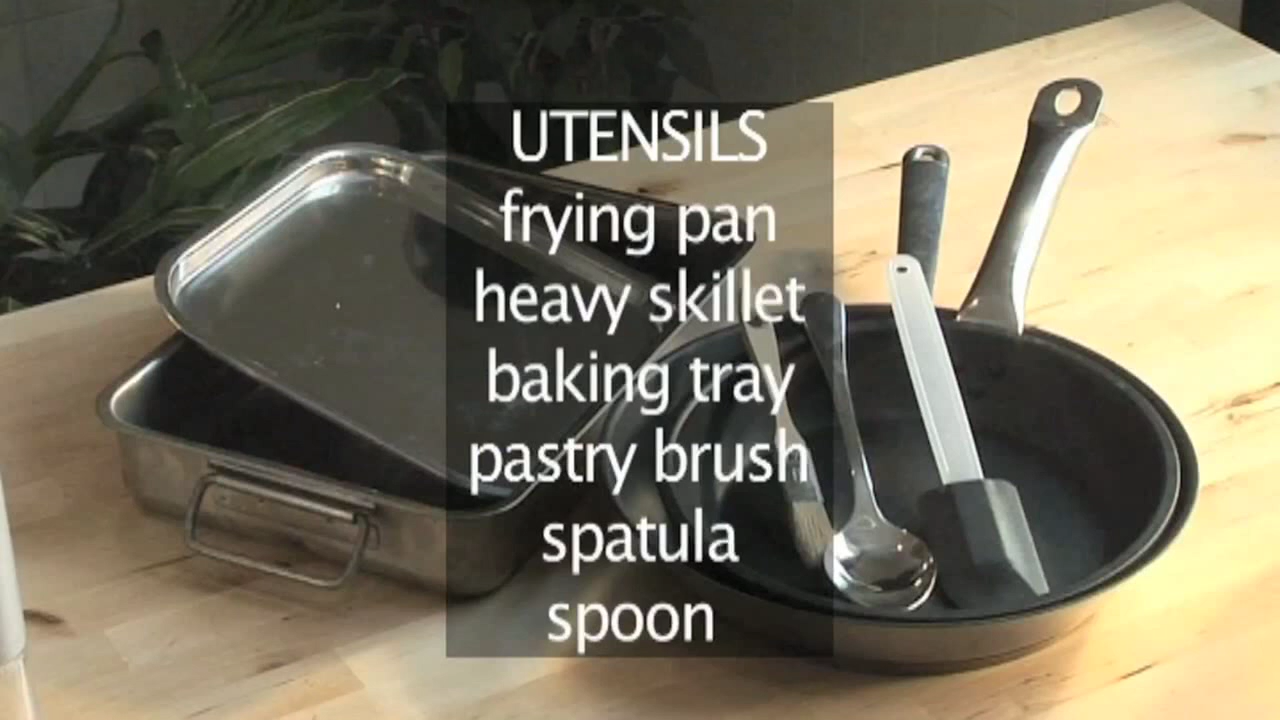 UTENSILS
frying pan
heavy skillet
baking tray
pastry brush
spatula
spoon